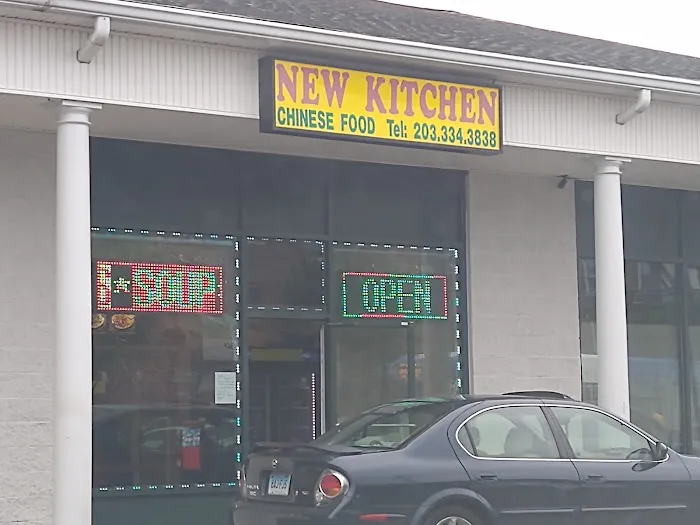 NEW KITCHEN
CHINESE FOOD Tel: 203.334.3838
SOUP
OPEN